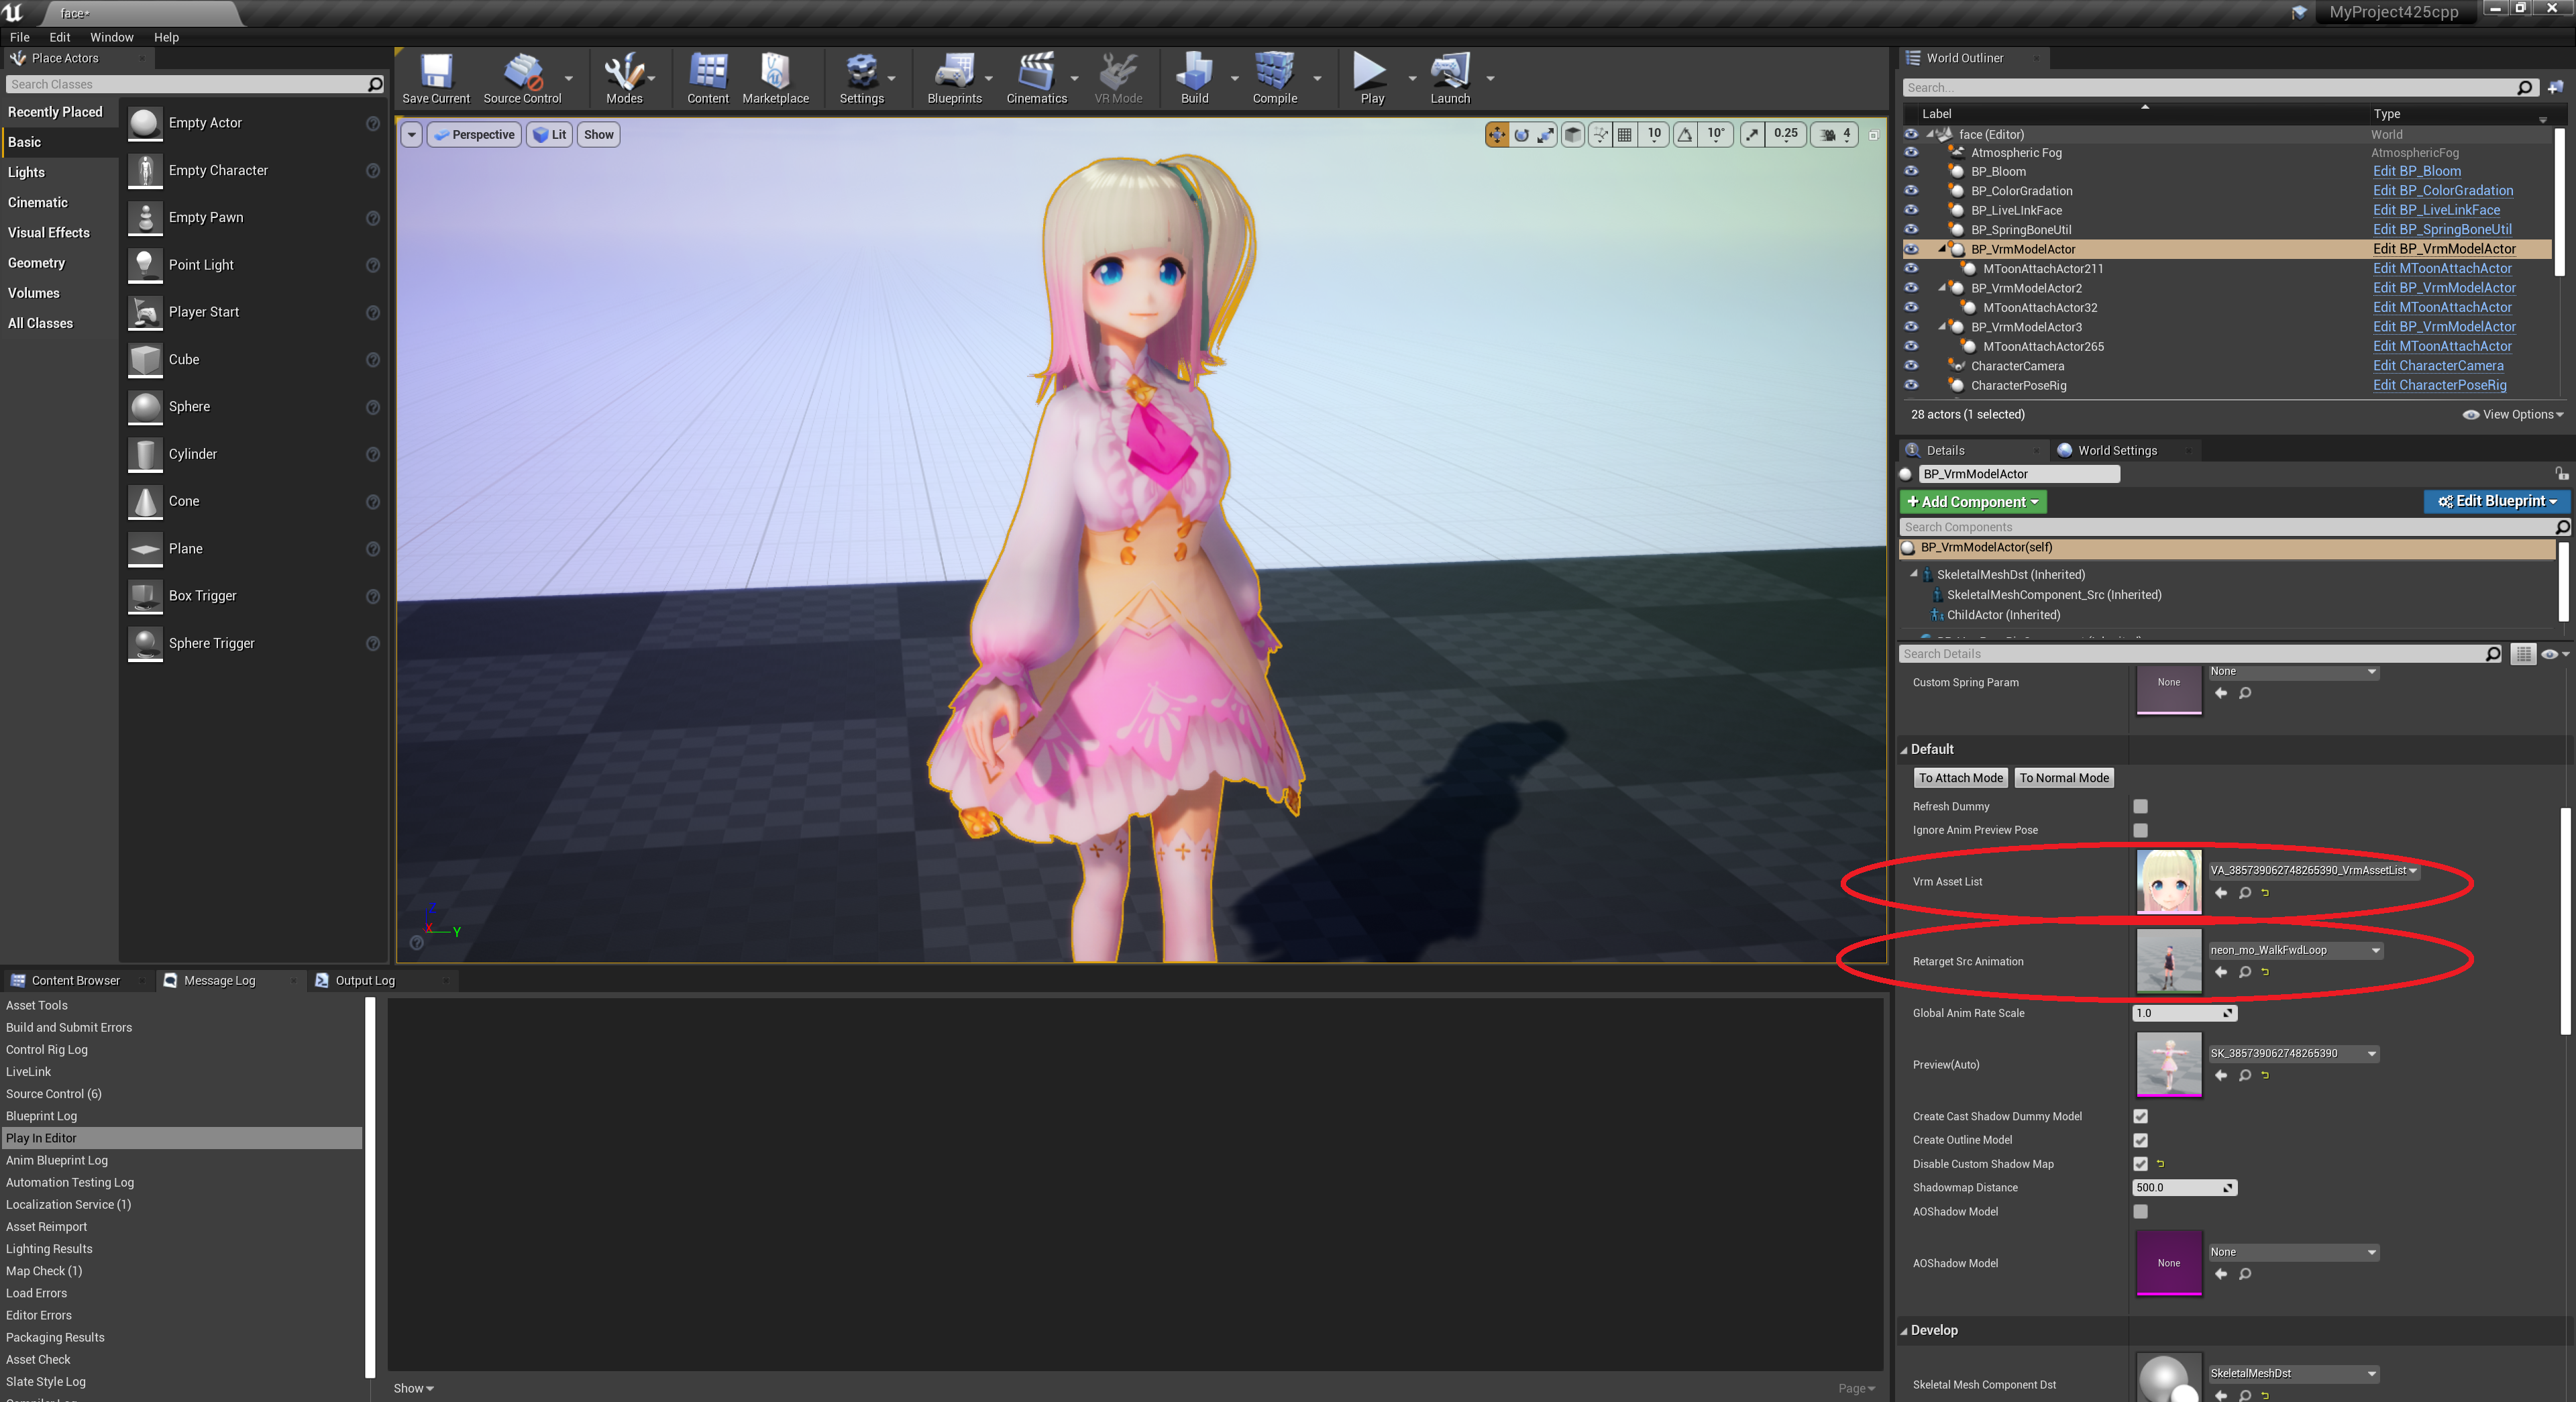 face*
MyProject425cpp
File Edit Window Help
Place Actors
Search Classes
Recently Placed
Basic
Lights
Cinematic
Visual Effects
Geometry
Volumes
All Classes
Empty Actor
Empty Character
Empty Pawn
Point Light
Player Start
Cube
Sphere
Cylinder
Cone
Plane
Box Trigger
Sphere Trigger
Save Current
Source Control
Modes
Content
Marketplace
Settings
Blueprints
Cinematics
VR Mode
Build
Compile
Play
Launch
Perspective
Lit
Show
10
10°
0.25
4
Z
X
Y
World Outliner
Search...
Label Type
face (Editor) World
Atmospheric Fog AtmosphericFog
BP_Bloom Edit BP_Bloom
BP_ColorGradation Edit BP_ColorGradation
BP_LiveLInkFace Edit BP_LiveLinkFace
BP_SpringBoneUtil Edit BP_SpringBoneUtil
BP_VrmModelActor Edit BP_VrmModelActor
MToonAttachActor211 Edit MToonAttachActor
BP_VrmModelActor2 Edit BP_VrmModelActor
MToonAttachActor32 Edit MToonAttachActor
BP_VrmModelActor3 Edit BP_VrmModelActor
MToonAttachActor265 Edit MToonAttachActor
CharacterCamera Edit CharacterCamera
CharacterPoseRig Edit CharacterPoseRig
28 actors (1 selected) View Options
Details World Settings
BP_VrmModelActor
+ Add Component Edit Blueprint
Search Components
BP_VrmModelActor(self)
SkeletalMeshDst (Inherited)
SkeletalMeshComponent_Src (Inherited)
ChildActor (Inherited)
Search Details
Custom Spring Param None None
Default
To Attach Mode To Normal Mode
Refresh Dummy
Ignore Anim Preview Pose
Vrm Asset List VA_385739062748265390_VrmAssetList
Retarget Src Animation neon_mo_WalkFwdLoop
Global Anim Rate Scale 1.0
Preview(Auto) SK_385739062748265390
Create Cast Shadow Dummy Model
Create Outline Model
Disable Custom Shadow Map
Shadowmap Distance 500.0
AOShadow Model
AOShadow Model None None
Develop
Skeletal Mesh Component Dst SkeletalMeshDst
Content Browser Message Log Output Log
Asset Tools
Build and Submit Errors
Control Rig Log
LiveLink
Source Control (6)
Blueprint Log
Play In Editor
Anim Blueprint Log
Automation Testing Log
Localization Service (1)
Asset Reimport
Lighting Results
Map Check (1)
Load Errors
Editor Errors
Packaging Results
Asset Check
Slate Style Log
Show
Page